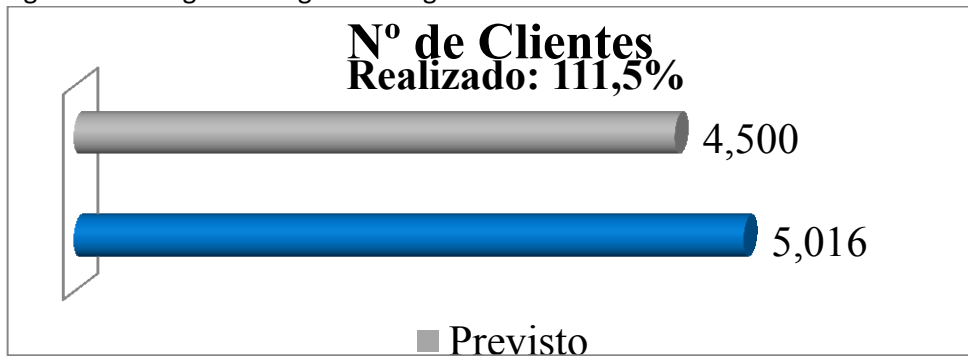 Nº de Clientes
Realizado: 111,5%
4,500
5,016
Previsto